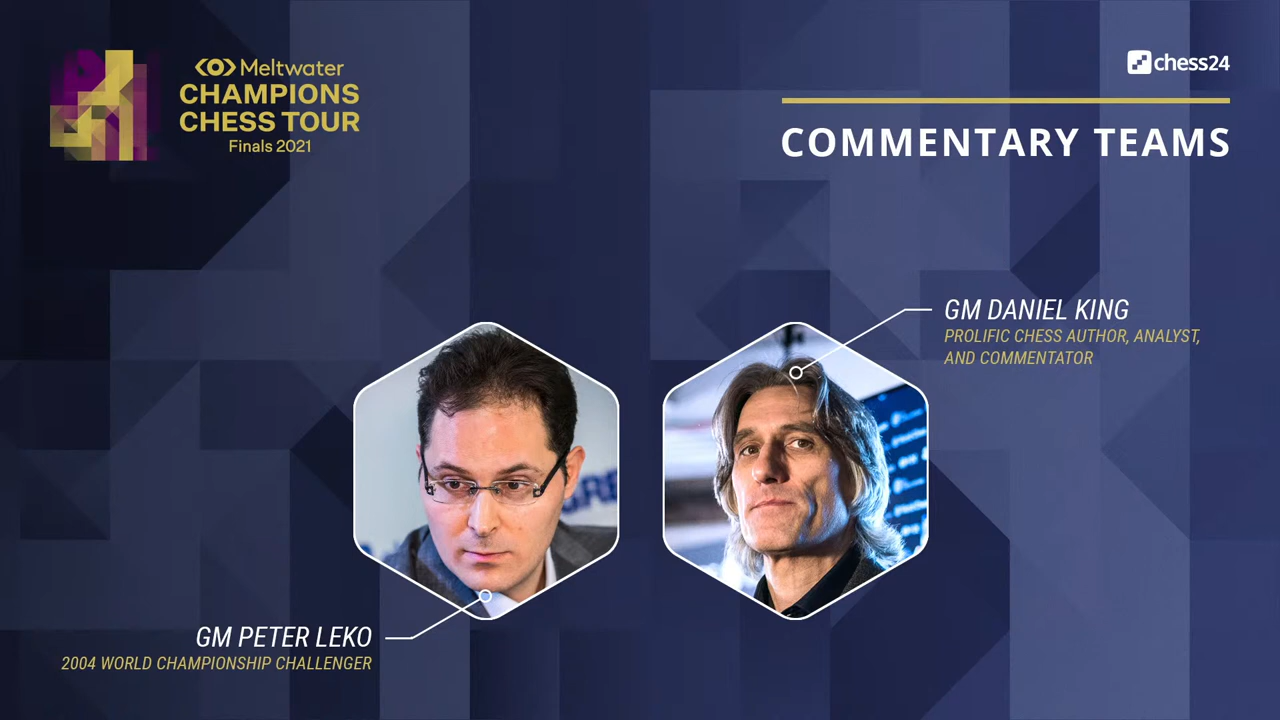 Meltwater
CHAMPIONS
CHESS TOUR
Finals 2021
chess24
COMMENTARY TEAMS
GM DANIEL KING
PROLIFIC CHESS AUTHOR, ANALYST,
AND COMMENTATOR
GM PETER LEKO
2004 WORLD CHAMPIONSHIP CHALLENGER